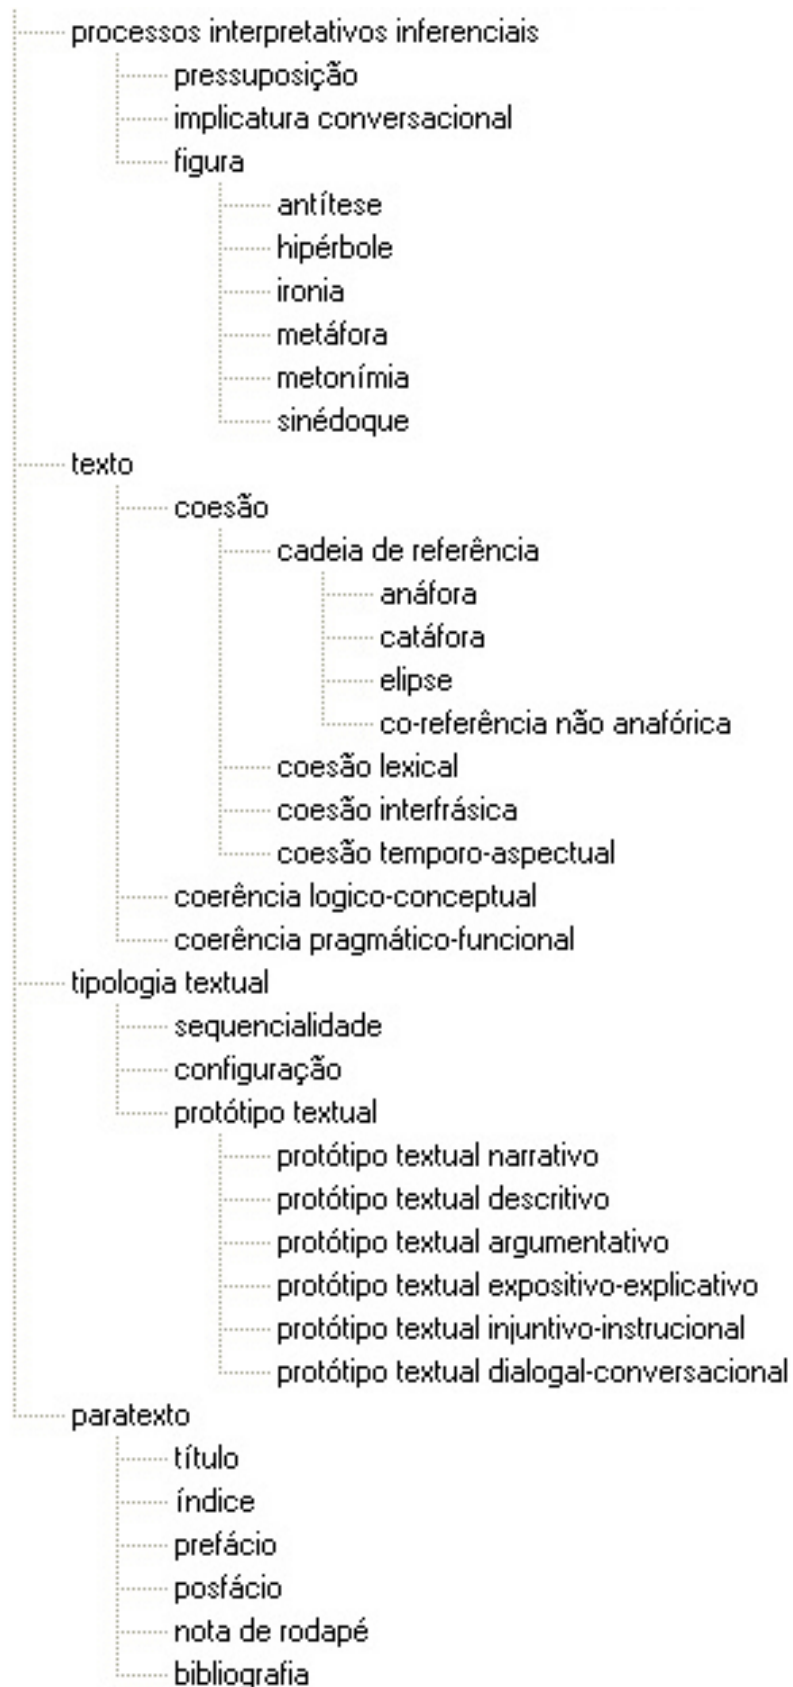 processos interpretativos inferenciais
pressuposição
implicatura conversacional
figura
antítese
hipérbole
ironia
metáfora
metonímia
sinédoque
texto
coesão
cadeia de referência
anáfora
catáfora
elipse
co-referência não anafórica
coesão lexical
coesão interfrásica
coesão temporo-aspectual
coerência logico-conceptual
coerência pragmático-funcional
tipologia textual
sequencialidade
configuração
protótipo textual
protótipo textual narrativo
protótipo textual descritivo
protótipo textual argumentativo
protótipo textual expositivo-explicativo
protótipo textual injuntivo-instrucional
protótipo textual dialogal-conversacional
paratexto
título
índice
prefácio
posfácio
nota de rodapé
bibliografia